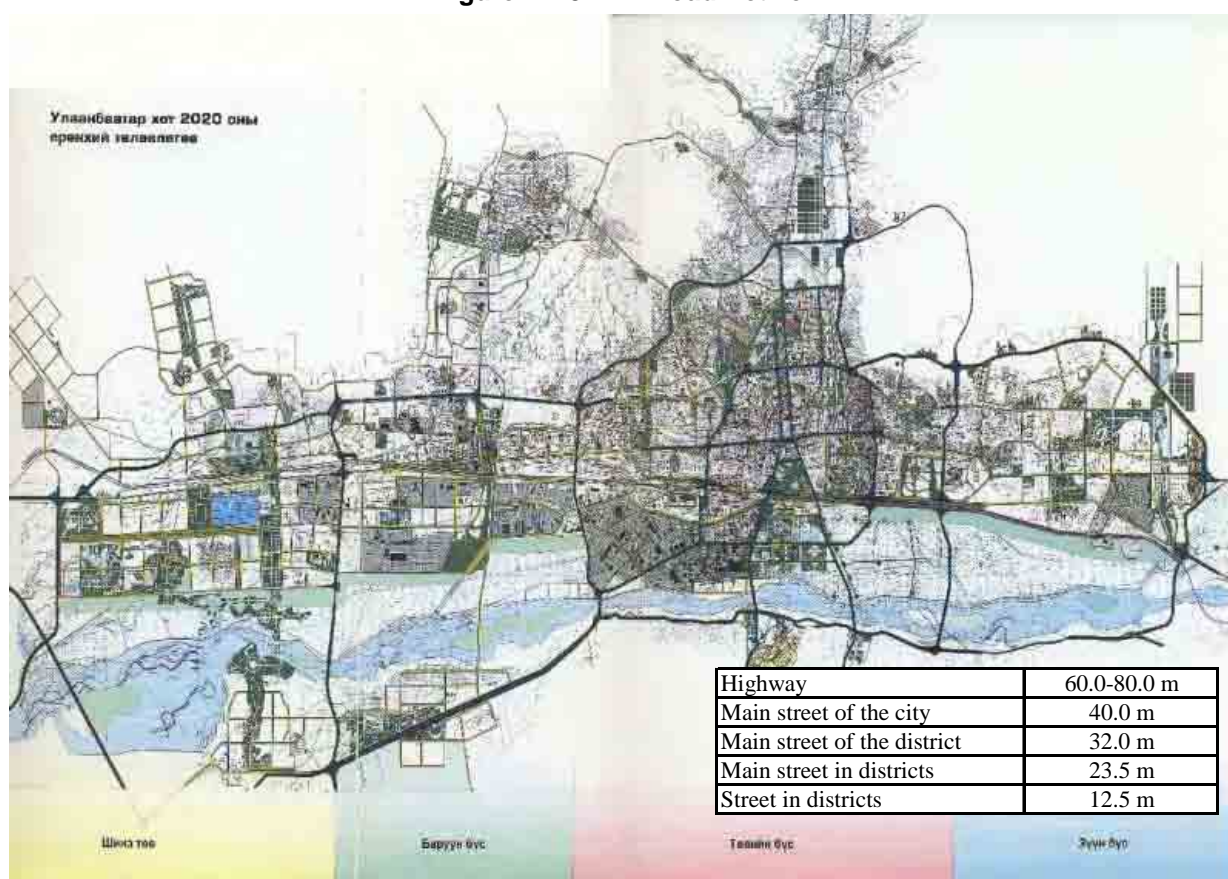 Улаанбаатар хот 2020 оны
ерөнхий төлөвлөгөө
Highway 60.0-80.0 m
Main street of the city 40.0 m
Main street of the district 32.0 m
Main street in districts 23.5 m
Street in districts 12.5 m
Шинэ төв Баруун бүс Төвийн бүс Зүүн бүс